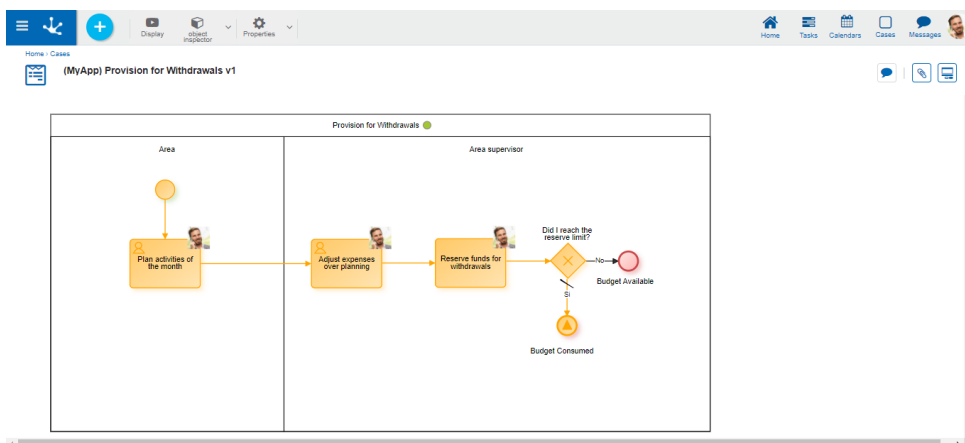 Display
object
inspector
Properties
Home
Tasks
Calendars
Cases
Messages
Home › Cases
(MyApp) Provision for Withdrawals v1
Provision for Withdrawals
Area
Area supervisor
Plan activities of
the month
Adjust expenses
over planning
Reserve funds for
withdrawals
Did I reach the
reserve limit?
No
Budget Available
Si
Budget Consumed